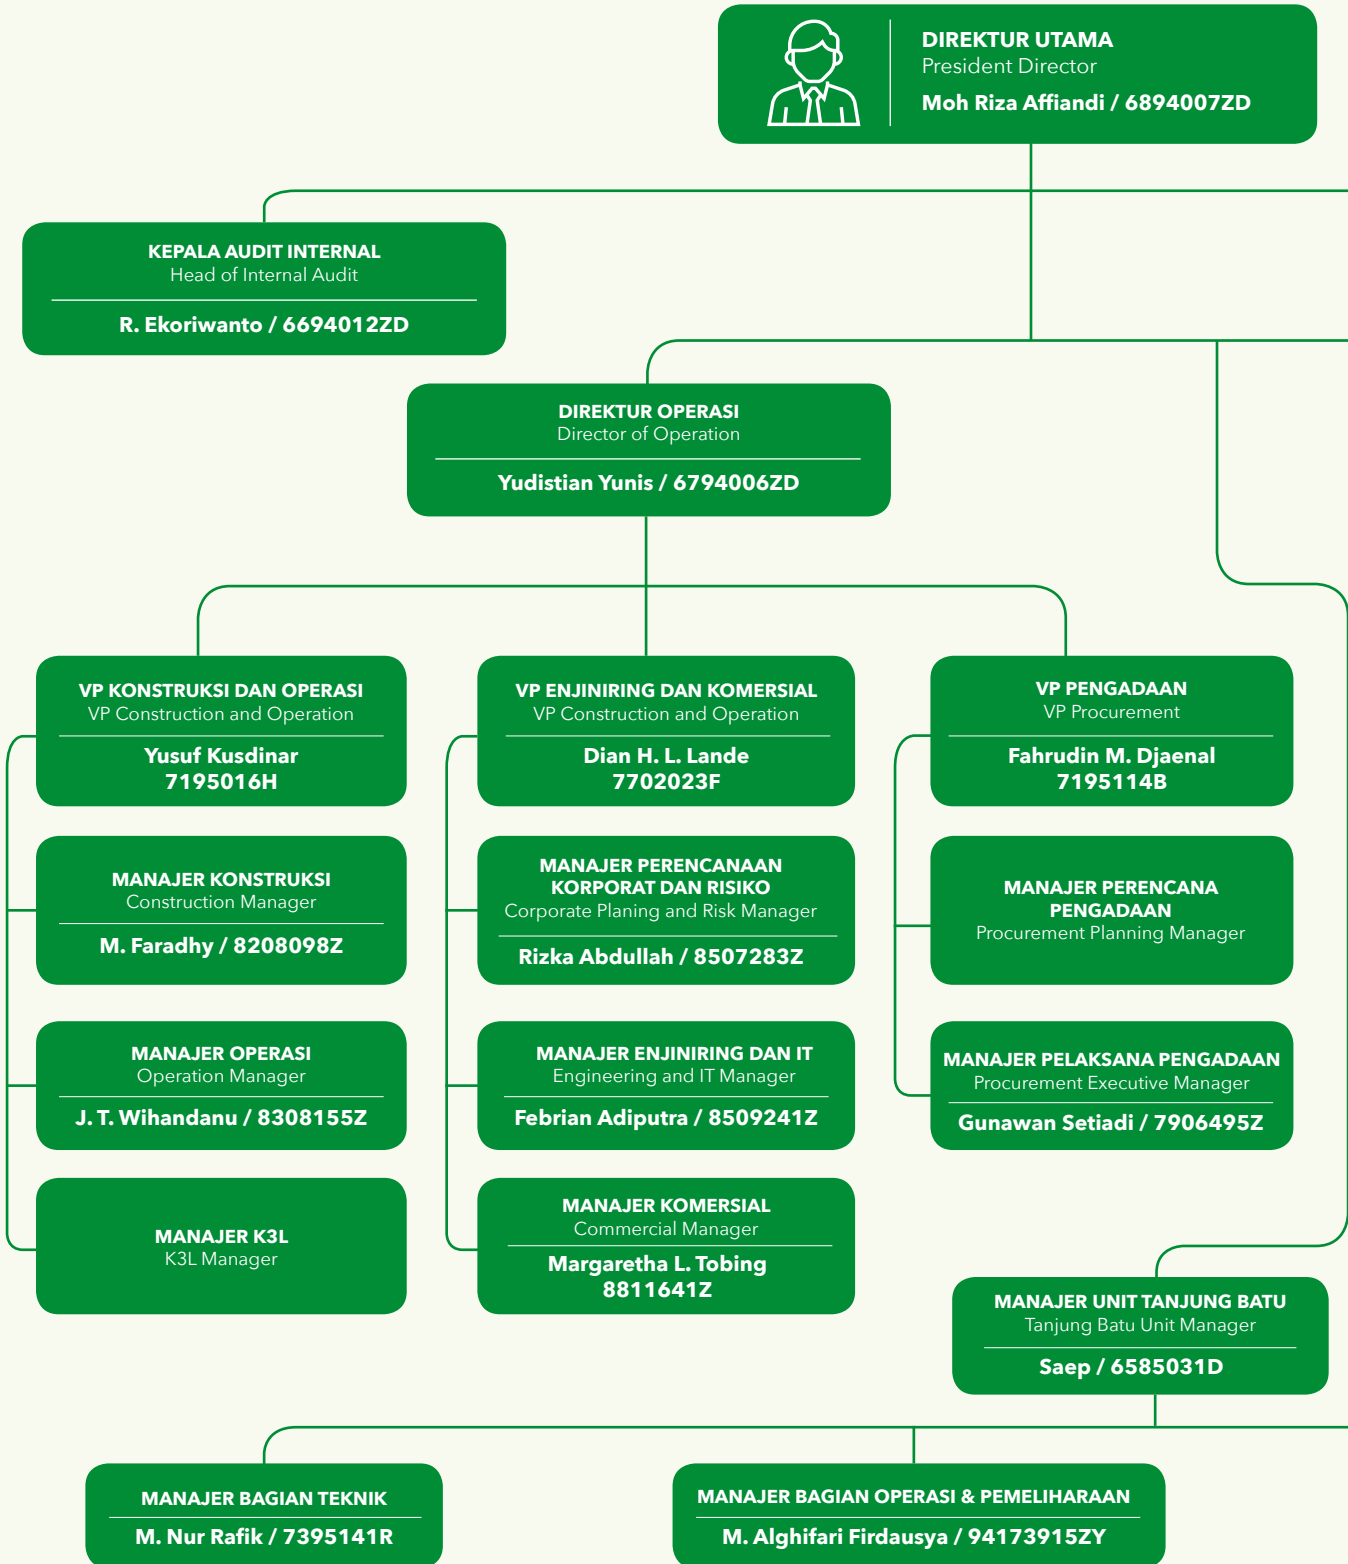 DIREKTUR UTAMA
President Director
Moh Riza Affiandi / 6894007ZD
KEPALA AUDIT INTERNAL
Head of Internal Audit
R. Ekoriwanto / 6694012ZD
DIREKTUR OPERASI
Director of Operation
Yudistian Yunis / 6794006ZD
VP KONSTRUKSI DAN OPERASI
VP Construction and Operation
Yusuf Kusdinar
7195016H
MANAJER KONSTRUKSI
Construction Manager
M. Faradhy / 8208098Z
MANAJER OPERASI
Operation Manager
J. T. Wihandanu / 8308155Z
MANAJER K3L
K3L Manager
VP ENJINIRING DAN KOMERSIAL
VP Construction and Operation
Dian H. L. Lande
7702023F
MANAJER PERENCANAAN
KORPORAT DAN RISIKO
Corporate Planing and Risk Manager
Rizka Abdullah / 8507283Z
MANAJER ENJINIRING DAN IT
Engineering and IT Manager
Febrian Adiputra / 8509241Z
MANAJER KOMERSIAL
Commercial Manager
Margaretha L. Tobing
8811641Z
VP PENGADAAN
VP Procurement
Fahrudin M. Djaenal
7195114B
MANAJER PERENCANA
PENGADAAN
Procurement Planning Manager
MANAJER PELAKSANA PENGADAAN
Procurement Executive Manager
Gunawan Setiadi / 7906495Z
MANAJER UNIT TANJUNG BATU
Tanjung Batu Unit Manager
Saep / 6585031D
MANAJER BAGIAN TEKNIK
M. Nur Rafik / 7395141R
MANAJER BAGIAN OPERASI & PEMELIHARAAN
M. Alghifari Firdausya / 94173915ZY